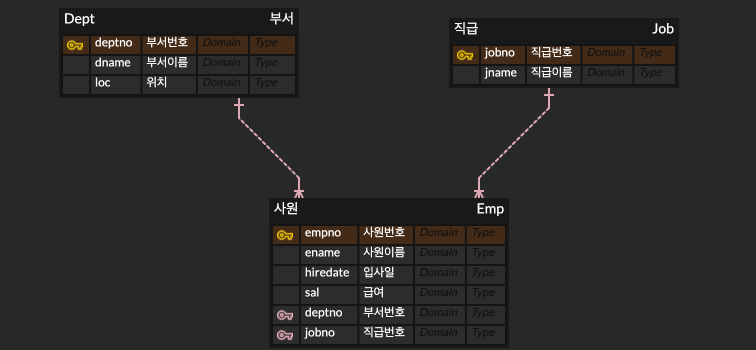 Dept 부서
deptno 부서번호 Domain Type
dname 부서이름 Domain Type
loc 위치 Domain Type
직급 Job
jobno 직급번호 Domain Type
jname 직급이름 Domain Type
사원 Emp
empno 사원번호 Domain Type
ename 사원이름 Domain Type
hiredate 입사일 Domain Type
sal 급여 Domain Type
deptno 부서번호 Domain Type
jobno 직급번호 Domain Type